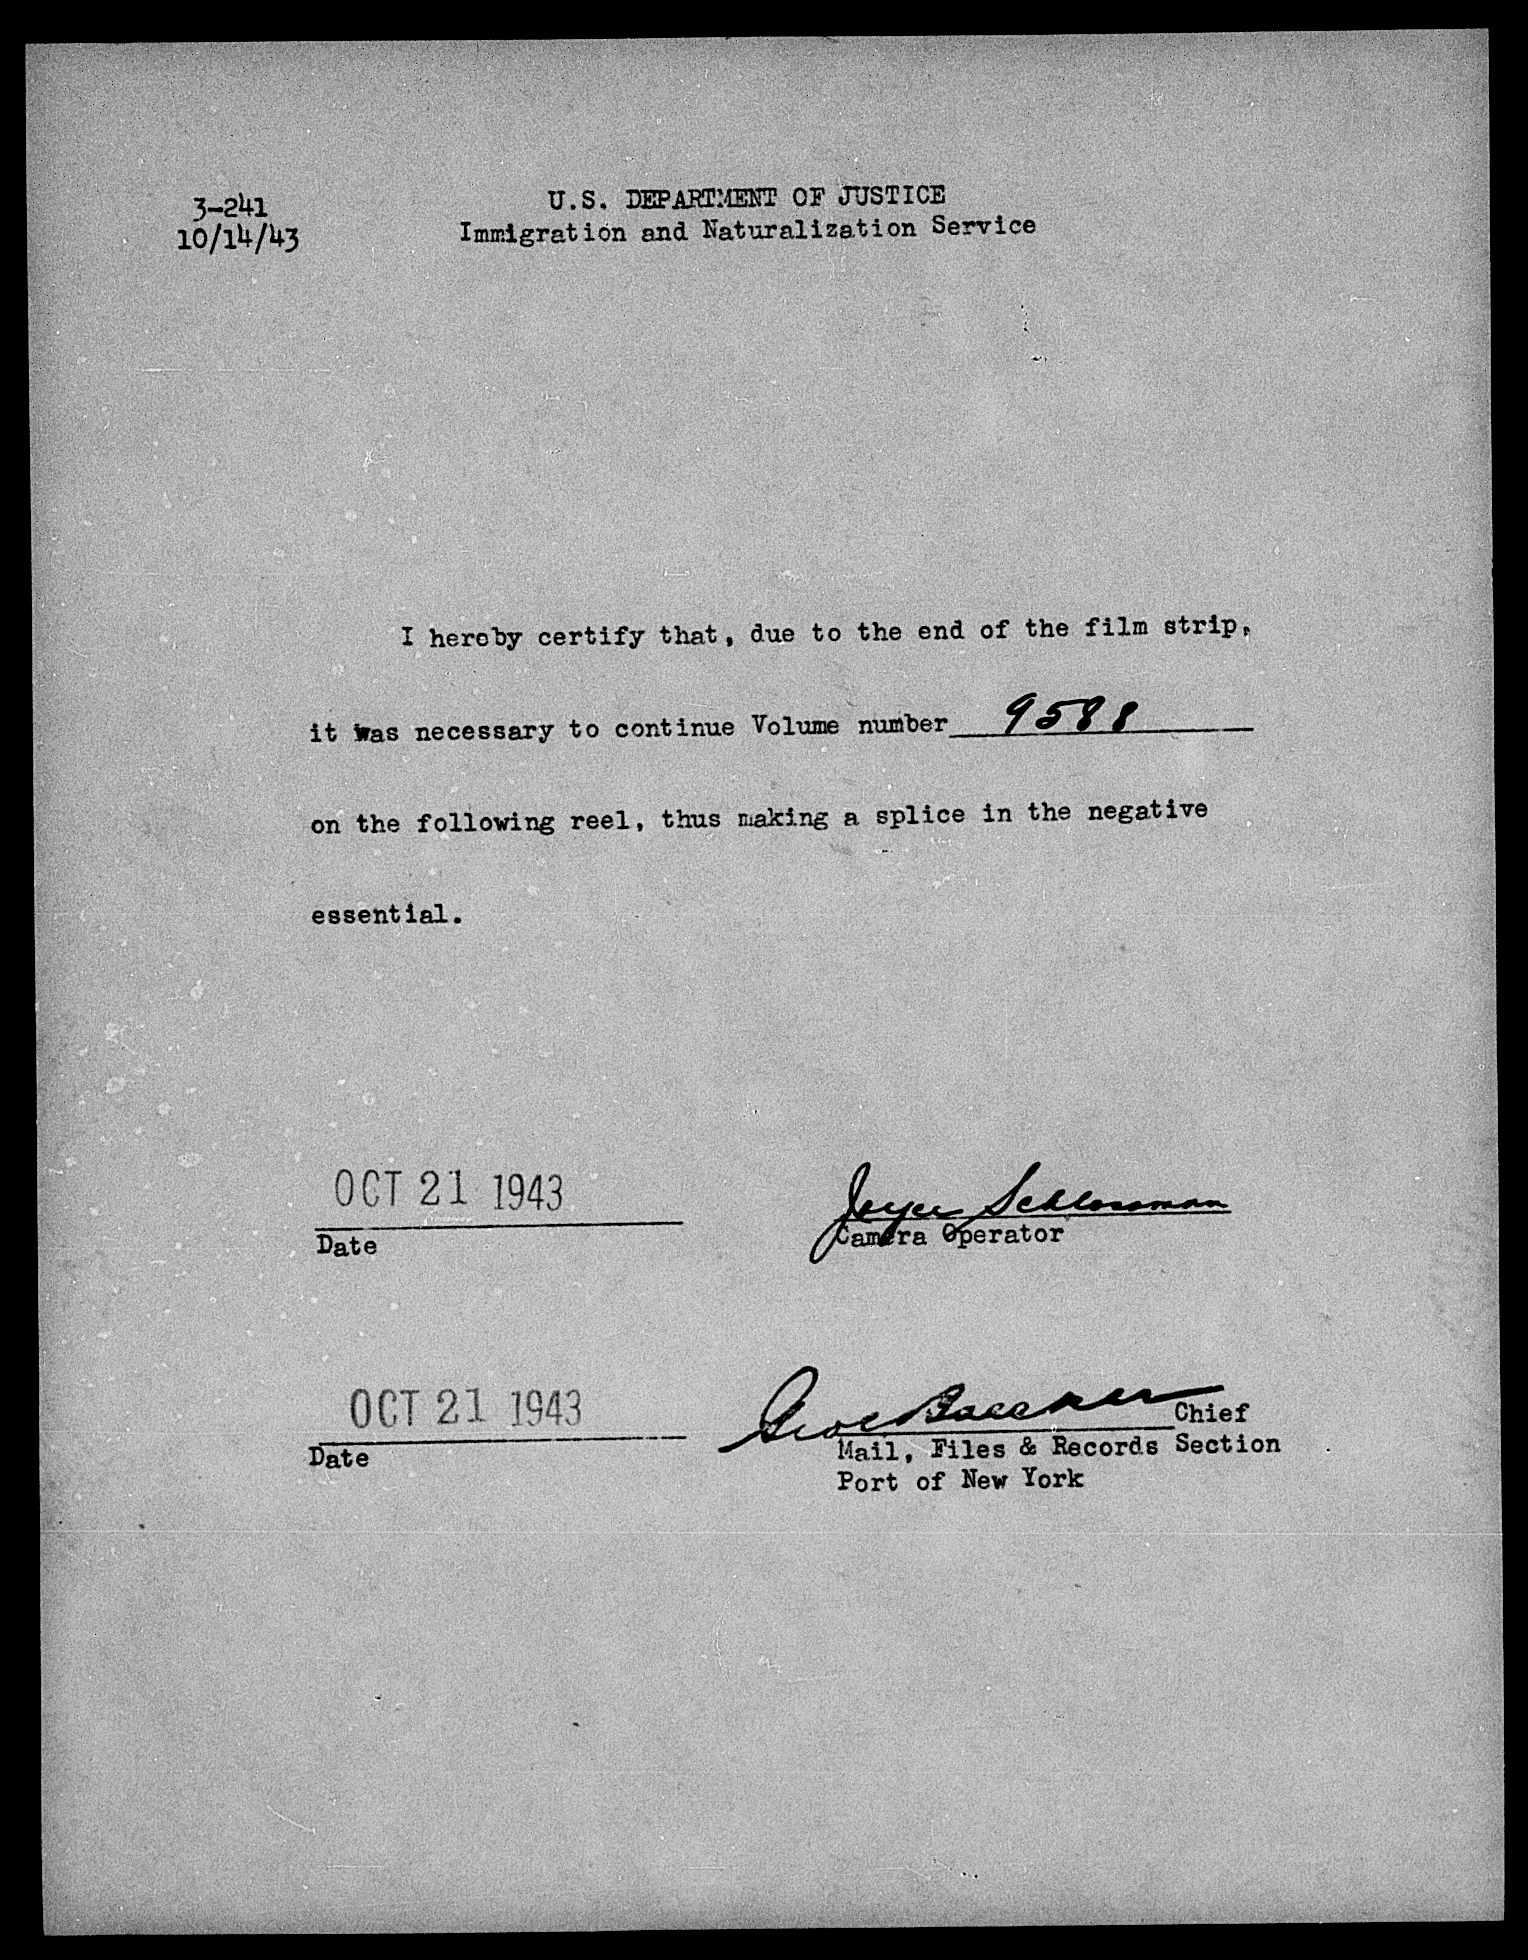 3-241
10/14/43
U.S. DEPARTMENT OF JUSTICE
Immigration and Naturalization Service
I hereby certify that, due to the end of the film strip,
it was necessary to continue Volume number 9588
on the following reel, thus making a splice in the negative
essential.
OCT 21 1943
Date
Joyce Schlossman
Camera Operator
OCT 21 1943
Date
Chief
Mail, Files & Records Section
Port of New York